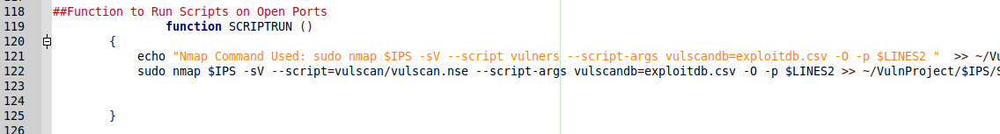 118 ##Function to Run Scripts on Open Ports
119 function SCRIPTRUN ()
120 {
121 echo "Nmap Command Used: sudo nmap $IPS -sV --script vulners --script-args vulscandb=exploitdb.csv -O -p $LINES2 " >> ~/Vu
122 sudo nmap $IPS -sV --script=vulscan/vulscan.nse --script-args vulscandb=exploitdb.csv -O -p $LINES2 >> ~/VulnProject/$IPS/S
123
124
125 }
126